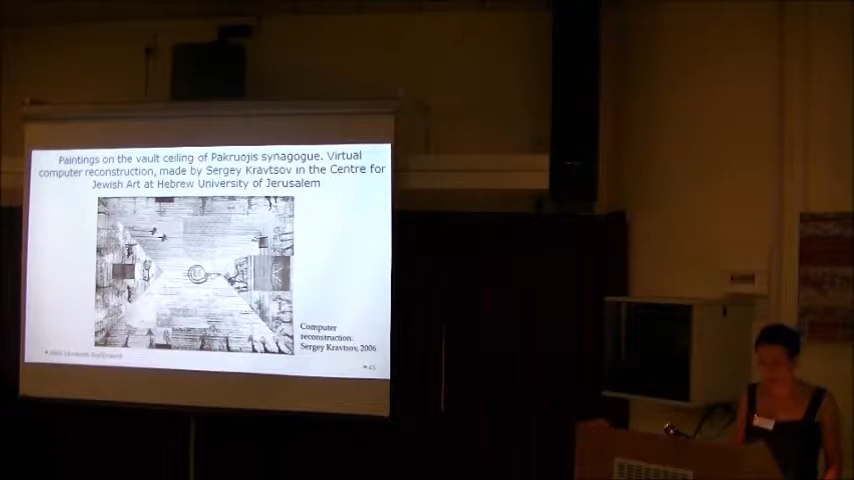 Paintings on the vault ceiling of Pakruojis synagogue. Virtual
computer reconstruction, made by Sergey Kravtsov in the Centre for
Jewish Art at Hebrew University of Jerusalem
Computer
reconstruction:
Sergey Kravtsov, 2006
45